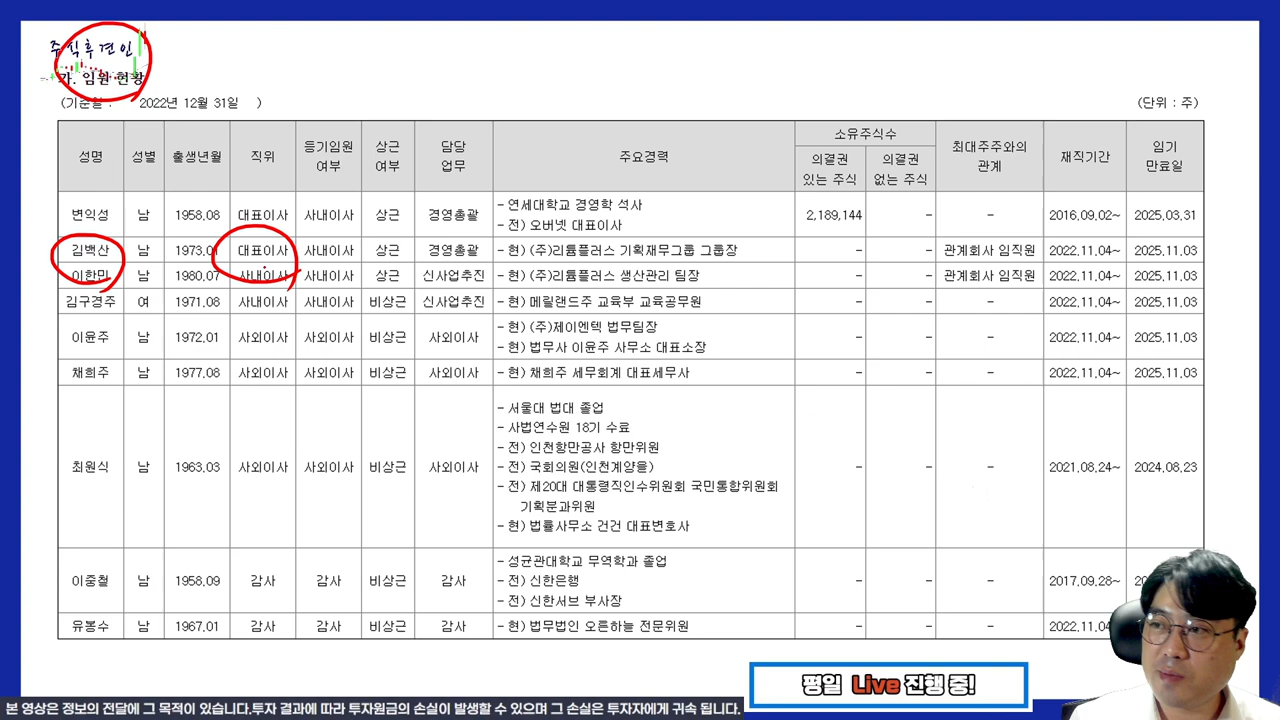 주식후견인
가. 임원 현황
(기준일 : 2022년 12월 31일 ) (단위 : 주)
성명 성별 출생년월 직위 등기임원 여부 상근 여부 담당 업무 주요경력 소유주식수 의결권 있는 주식 의결권 없는 주식 최대주주와의 관계 재직기간 임기 만료일
변익성 남 1958.08 대표이사 사내이사 상근 경영총괄 - 연세대학교 경영학 석사
- 전) 오버넷 대표이사 2,189,144 - - 2016.09.02~ 2025.03.31
김백산 남 1973.01 대표이사 사내이사 상근 경영총괄 - 현) (주)리튬플러스 기획재무그룹 그룹장 - - 관계회사 임직원 2022.11.04~ 2025.11.03
이한민 남 1980.07 사내이사 사내이사 상근 신사업추진 - 현) (주)리튬플러스 생산관리 팀장 - - 관계회사 임직원 2022.11.04~ 2025.11.03
김구경주 여 1971.08 사내이사 사내이사 비상근 신사업추진 - 현) 메릴랜드주 교육부 교육공무원 - - - 2022.11.04~ 2025.11.03
이윤주 남 1972.01 사외이사 사외이사 비상근 사외이사 - 현) (주)제이엔텍 법무팀장
- 현) 법무사 이윤주 사무소 대표소장 - - - 2022.11.04~ 2025.11.03
채희주 남 1977.08 사외이사 사외이사 비상근 사외이사 - 현) 채희주 세무회계 대표세무사 - - - 2022.11.04~ 2025.11.03
최원식 남 1963.03 사외이사 사외이사 비상근 사외이사 - 서울대 법대 졸업
- 사법연수원 18기 수료
- 전) 인천항만공사 항만위원
- 전) 국회의원(인천계양을)
- 전) 제20대 대통령직인수위원회 국민통합위원회
기획분과위원
- 현) 법률사무소 건건 대표변호사 - - - 2021.08.24~ 2024.08.23
이중철 남 1958.09 감사 감사 비상근 감사 - 성균관대학교 무역학과 졸업
- 전) 신한은행
- 전) 신한서브 부사장 - - - 2017.09.28~
유봉수 남 1967.01 감사 감사 비상근 감사 - 현) 법무법인 오른하늘 전문위원 - - - 2022.11.04
평일 Live 진행 중!
본 영상은 정보의 전달에 그 목적이 있습니다.투자 결과에 따라 투자원금의 손실이 발생할 수 있으며 그 손실은 투자자에게 귀속 됩니다.